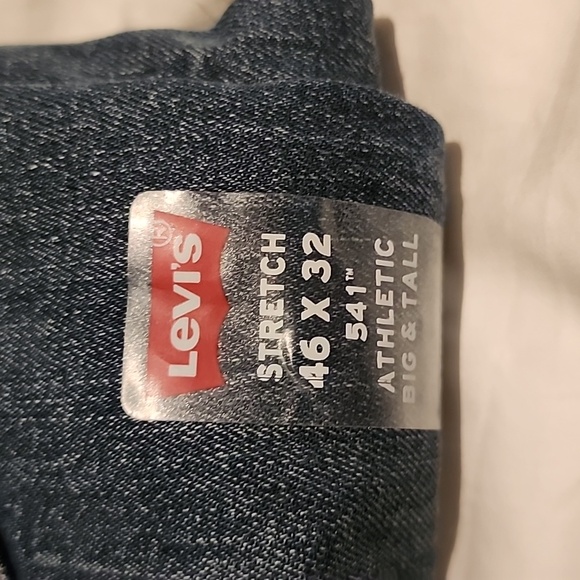 Levi's®
STRETCH
46 X 32
541™
ATHLETIC
BIG & TALL